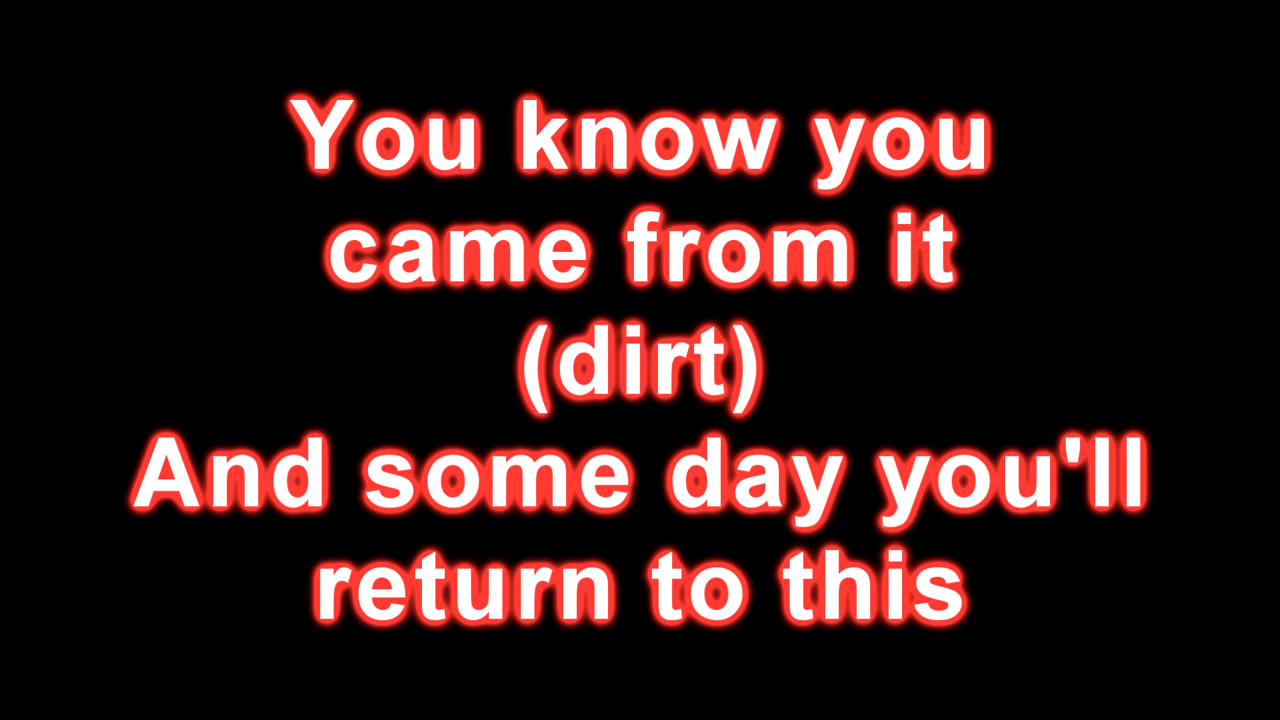 You know you
came from it
(dirt)
And some day you'll
return to this